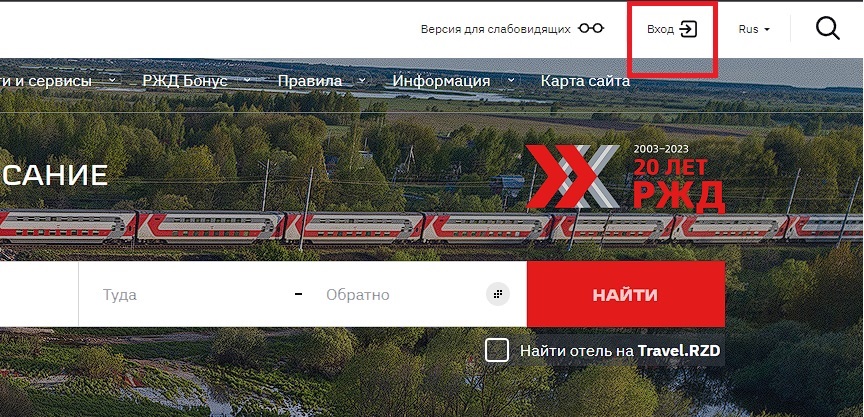 Версия для слабовидящих Вход Rus
ти и сервисы РЖД Бонус Правила Информация Карта сайта
2003–2023
20 ЛЕТ
РЖД
САНИЕ
Туда – Обратно НАЙТИ
Найти отель на Travel.RZD